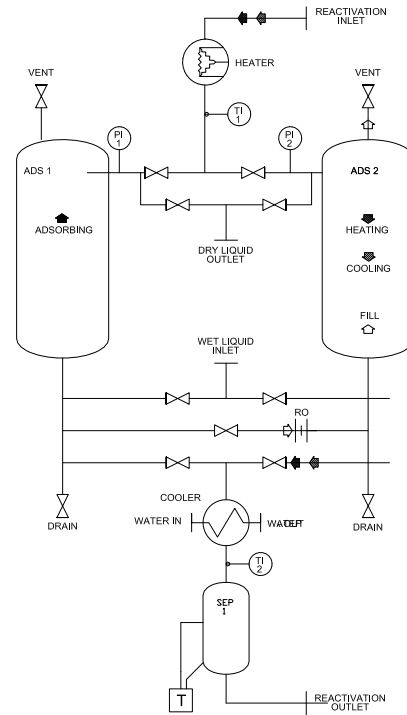 REACTIVATION
INLET
HEATER
VENT
VENT
TI
1
PI
1
PI
2
ADS 1
ADS 2
ADSORBING
HEATING
DRY LIQUID
OUTLET
COOLING
FILL
WET LIQUID
INLET
RO
COOLER
WATER IN
DRAIN
DRAIN
TI
2
SEP
1
T
REACTIVATION
OUTLET